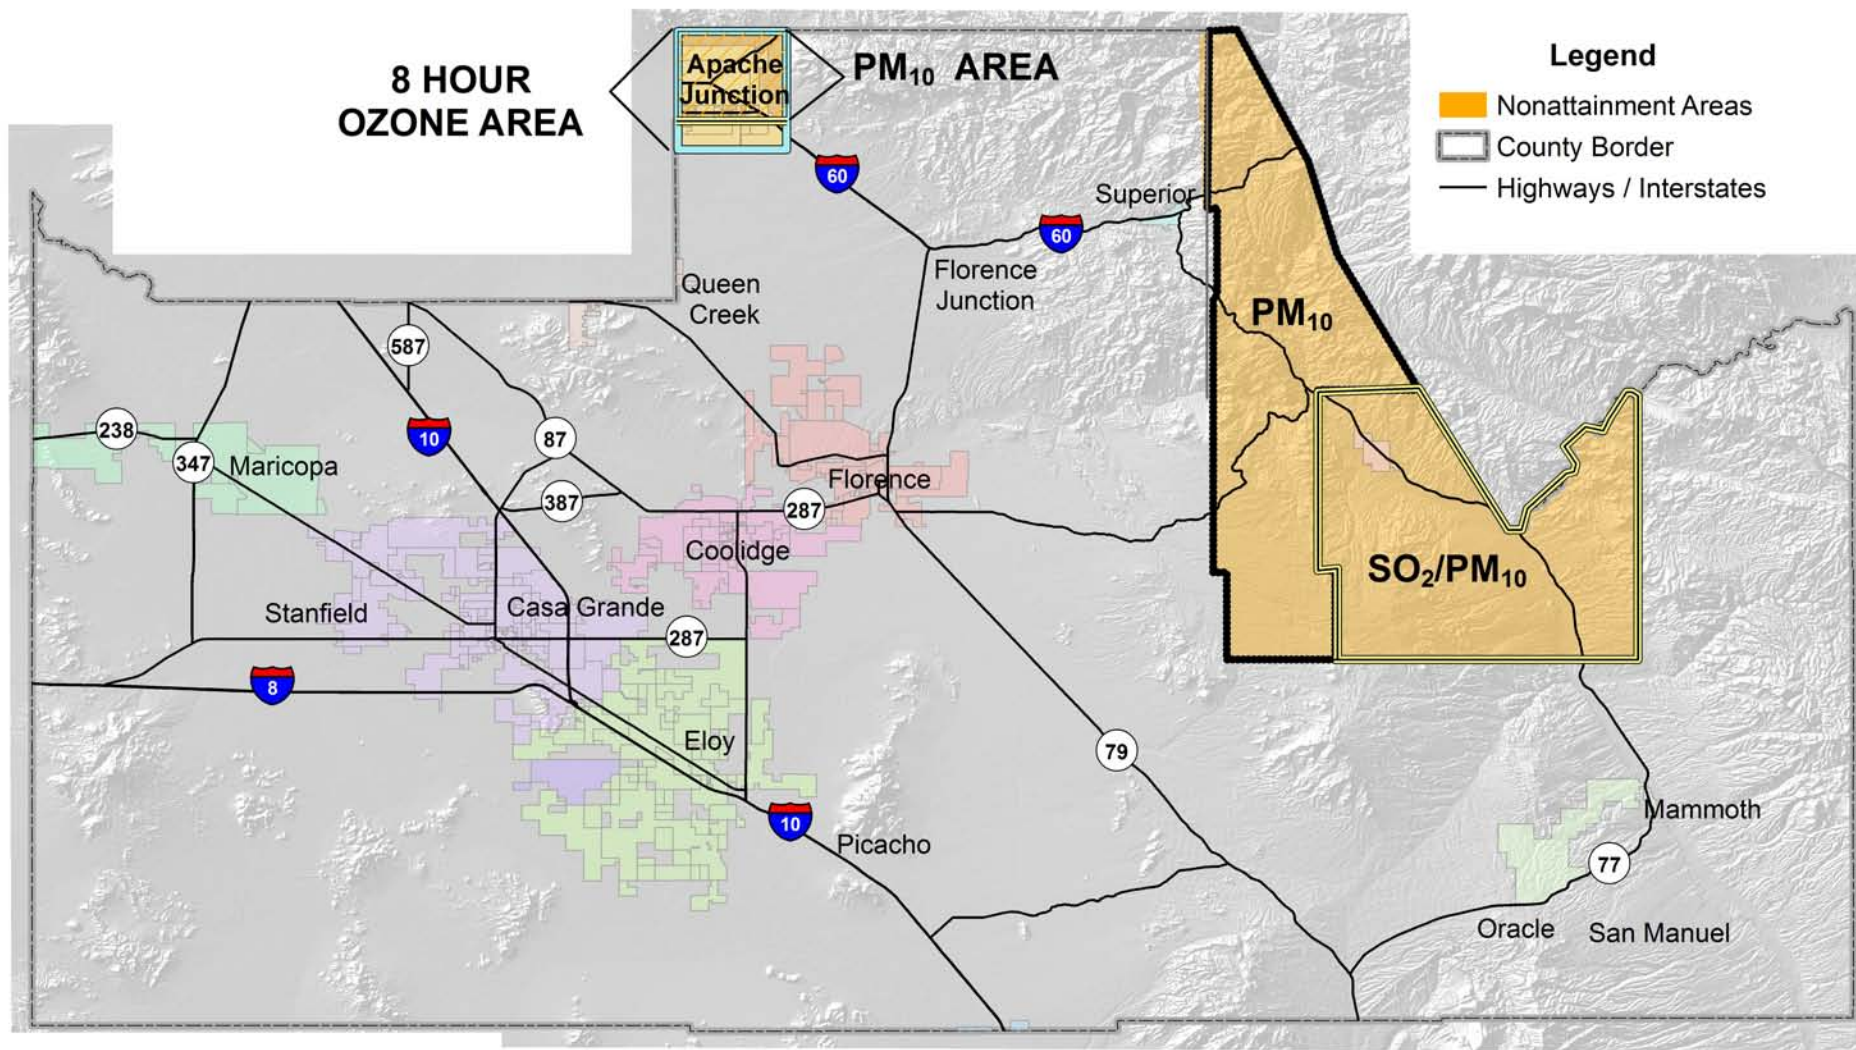 8 HOUR
OZONE AREA
Apache
Junction
PM₁₀ AREA
Legend
Nonattainment Areas
County Border
Highways / Interstates
60
Superior
60
Queen
Creek
Florence
Junction
PM₁₀
587
238
10
87
347
Maricopa
387
Florence
287
Coolidge
SO₂/PM₁₀
Stanfield
Casa Grande
287
8
Eloy
79
10
Picacho
Mammoth
77
Oracle
San Manuel